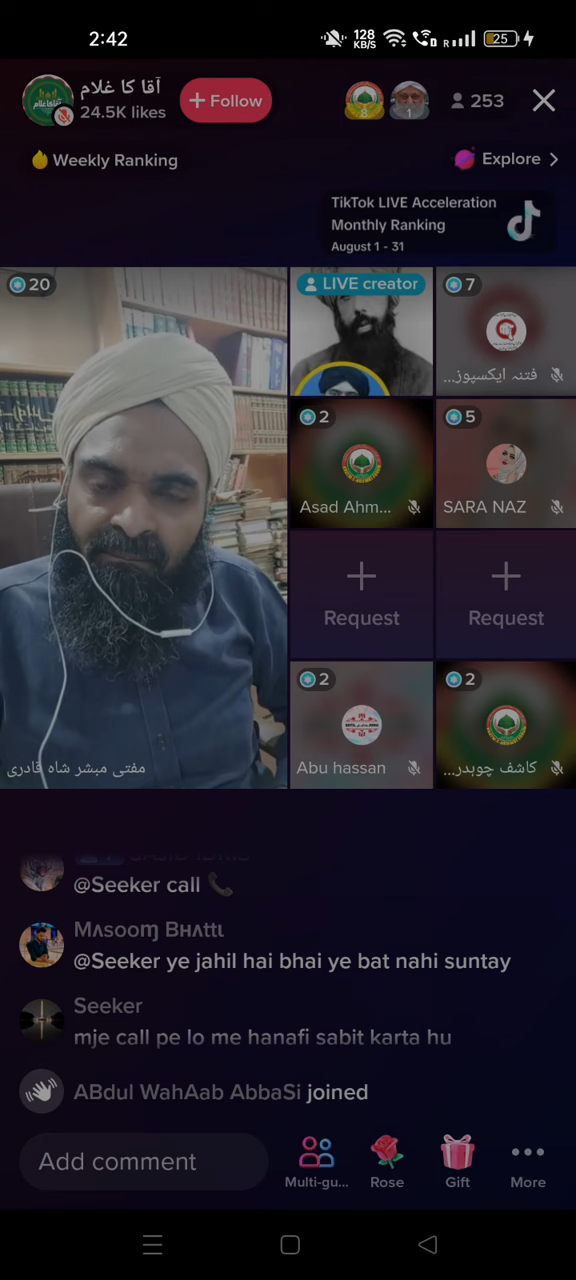 2:42
128
KB/S
R
25
آقا کا غلام
24.5K likes
+ Follow
8
1
253
Weekly Ranking
Explore
TikTok LIVE Acceleration
Monthly Ranking
August 1 - 31
20
LIVE creator
7
فتنہ ایکسپوز...
2
Asad Ahm...
5
SARA NAZ
Request
Request
مفتی مبشر شاہ قادری
2
Abu hassan
2
کاشف چوہدر...
@Seeker call 📞
Mʌsooɱ Bʜʌttɩ
@Seeker ye jahil hai bhai ye bat nahi suntay
Seeker
mje call pe lo me hanafi sabit karta hu
ABdul WahAab AbbaSi joined
Add comment
Multi-gu...
Rose
Gift
More